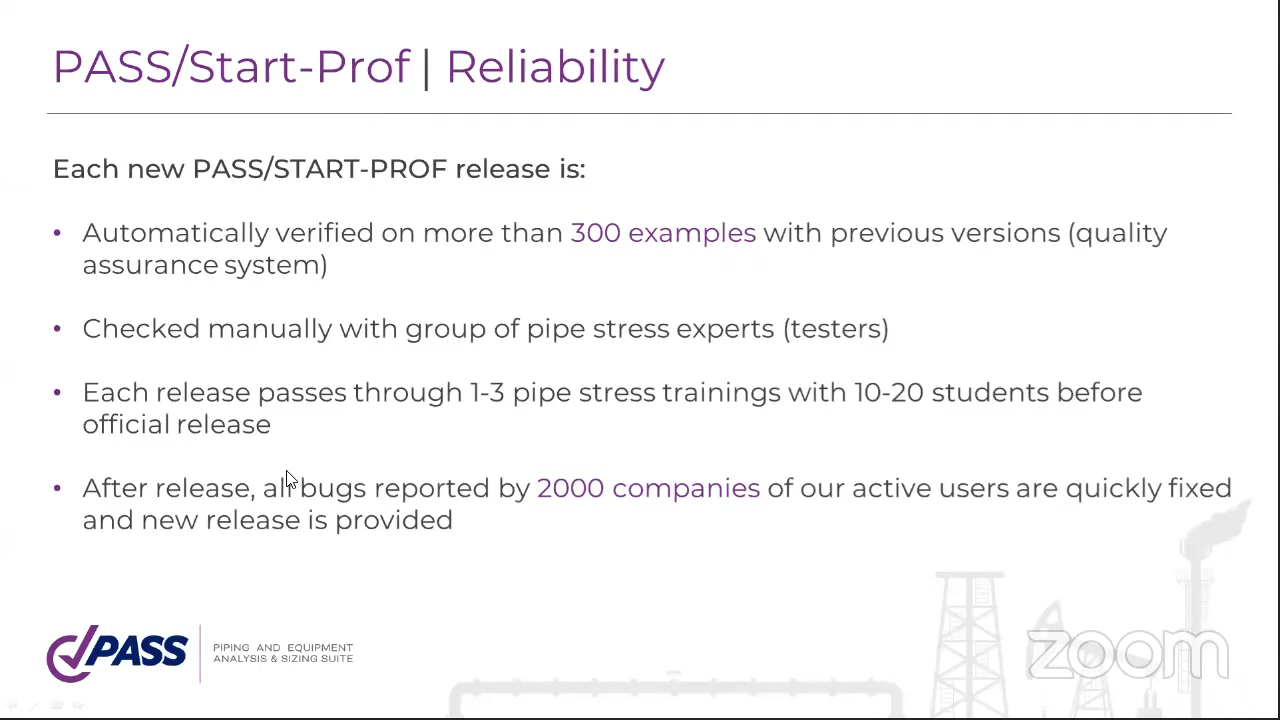 PASS/Start-Prof | Reliability
Each new PASS/START-PROF release is:
• Automatically verified on more than 300 examples with previous versions (quality
assurance system)
• Checked manually with group of pipe stress experts (testers)
• Each release passes through 1-3 pipe stress trainings with 10-20 students before
official release
• After release, all bugs reported by 2000 companies of our active users are quickly fixed
and new release is provided
PASS
PIPING AND EQUIPMENT
ANALYSIS & SIZING SUITE
zoom